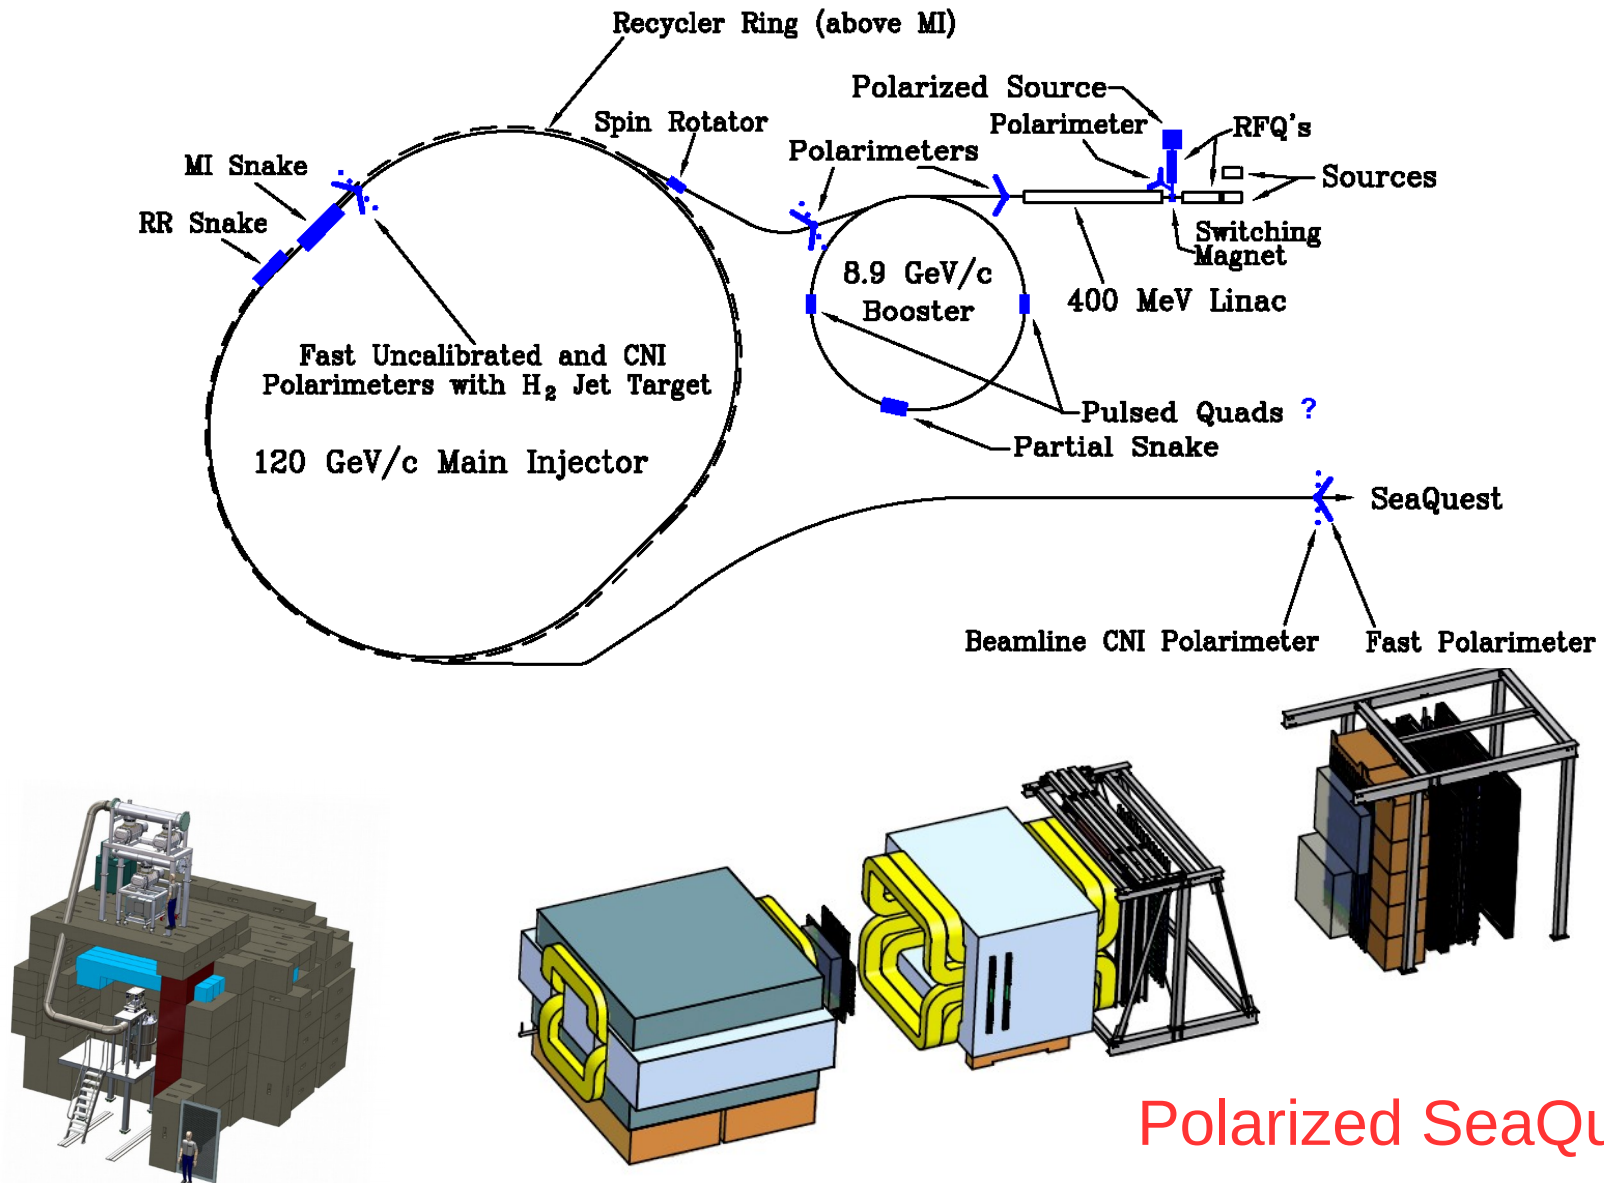 Recycler Ring (above MI)
Polarized Source
Spin Rotator
Polarimeter
RFQ's
Polarimeters
MI Snake
Sources
RR Snake
Switching
Magnet
8.9 GeV/c
Booster
400 MeV Linac
Fast Uncalibrated and CNI
Polarimeters with H₂ Jet Target
Pulsed Quads ?
Partial Snake
120 GeV/c Main Injector
SeaQuest
Beamline CNI Polarimeter
Fast Polarimeter
Polarized SeaQu